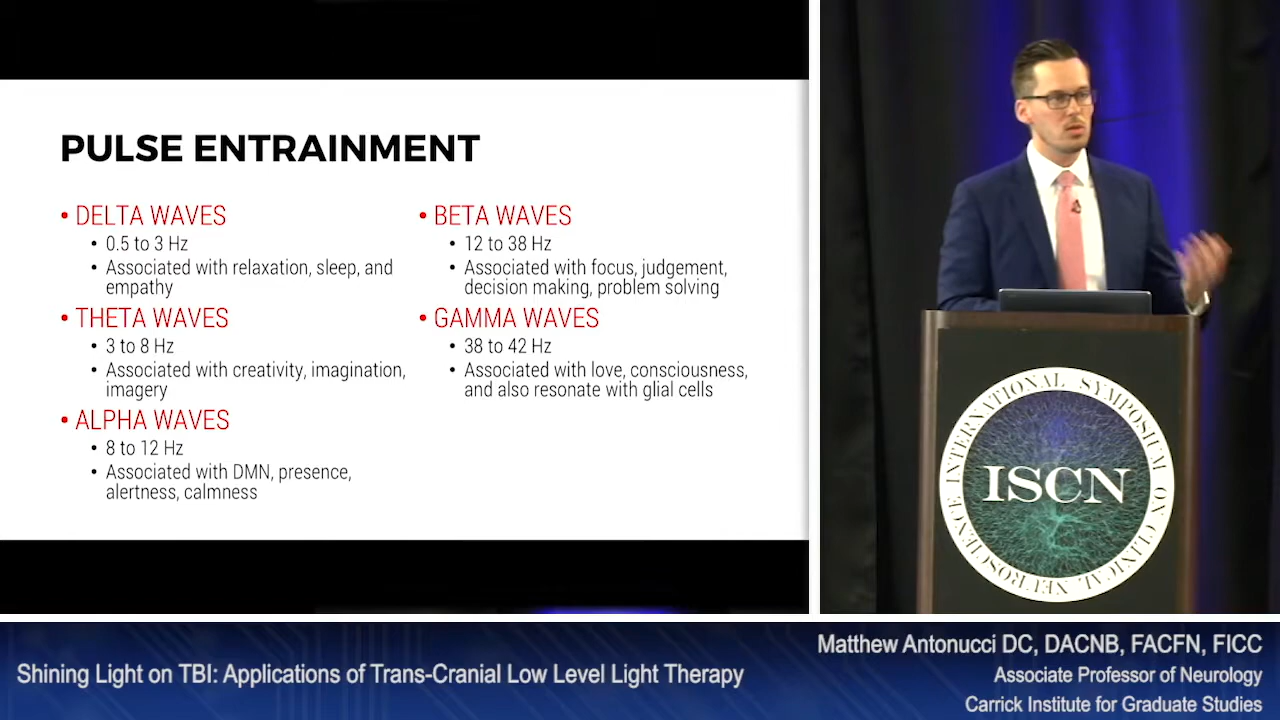 PULSE ENTRAINMENT
• DELTA WAVES
• 0.5 to 3 Hz
• Associated with relaxation, sleep, and
empathy
• THETA WAVES
• 3 to 8 Hz
• Associated with creativity, imagination,
imagery
• ALPHA WAVES
• 8 to 12 Hz
• Associated with DMN, presence,
alertness, calmness
• BETA WAVES
• 12 to 38 Hz
• Associated with focus, judgement,
decision making, problem solving
• GAMMA WAVES
• 38 to 42 Hz
• Associated with love, consciousness,
and also resonate with glial cells
INTERNATIONAL SYMPOSIUM ON CLINICAL NEUROSCIENCE
ISCN
Shining Light on TBI: Applications of Trans-Cranial Low Level Light Therapy
Matthew Antonucci DC, DACNB, FACFN, FICC
Associate Professor of Neurology
Carrick Institute for Graduate Studies